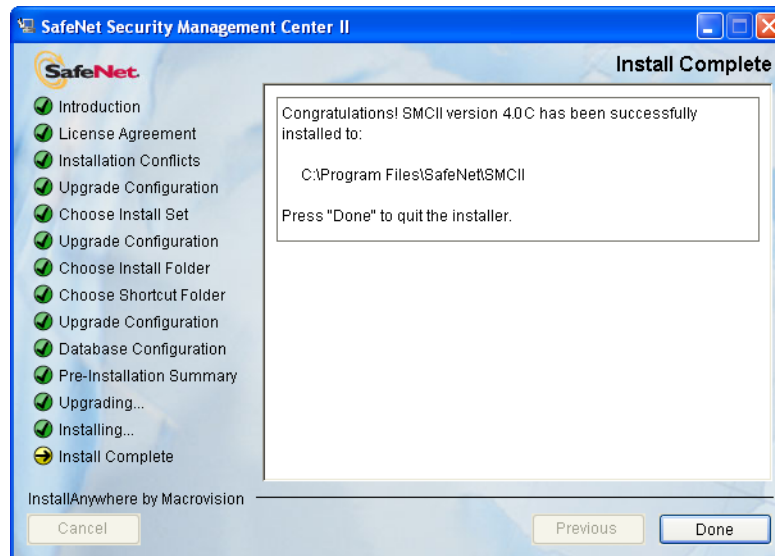 SafeNet Security Management Center II
SafeNet
Install Complete
Introduction
License Agreement
Installation Conflicts
Upgrade Configuration
Choose Install Set
Upgrade Configuration
Choose Install Folder
Choose Shortcut Folder
Upgrade Configuration
Database Configuration
Pre-Installation Summary
Upgrading...
Installing...
Install Complete
Congratulations! SMCII version 4.0C has been successfully
installed to:
C:\Program Files\SafeNet\SMCII
Press "Done" to quit the installer.
InstallAnywhere by Macrovision
Cancel
Previous
Done